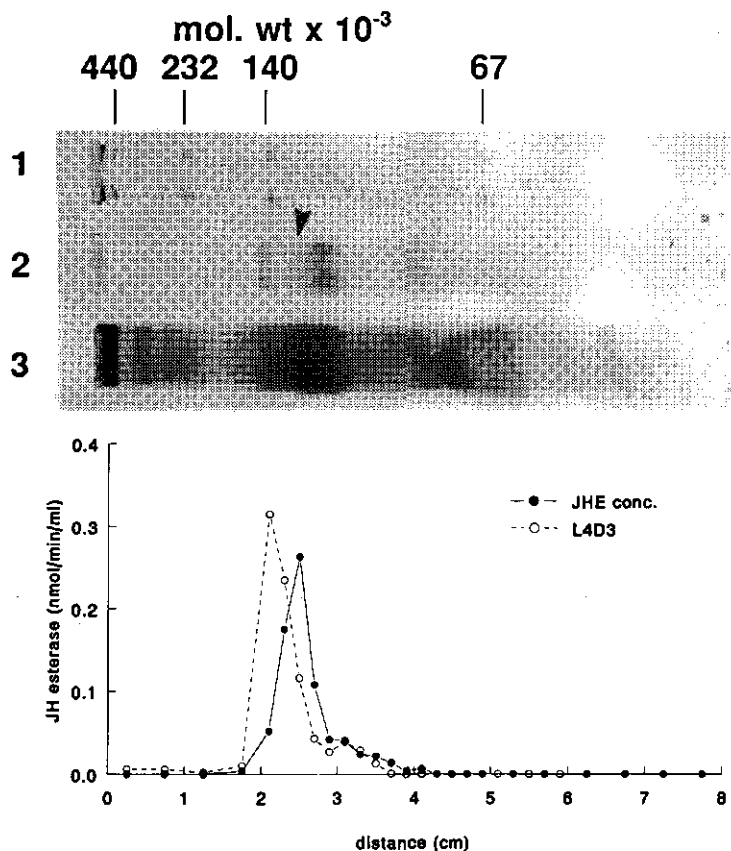 mol. wt x 10-3
440 232 140 67
1
2
3
0.4
0.3
0.2
0.1
0.0
JH esterase (nmol/min/ml)
JHE conc.
L4D3
0 1 2 3 4 5 6 7 8
distance (cm)